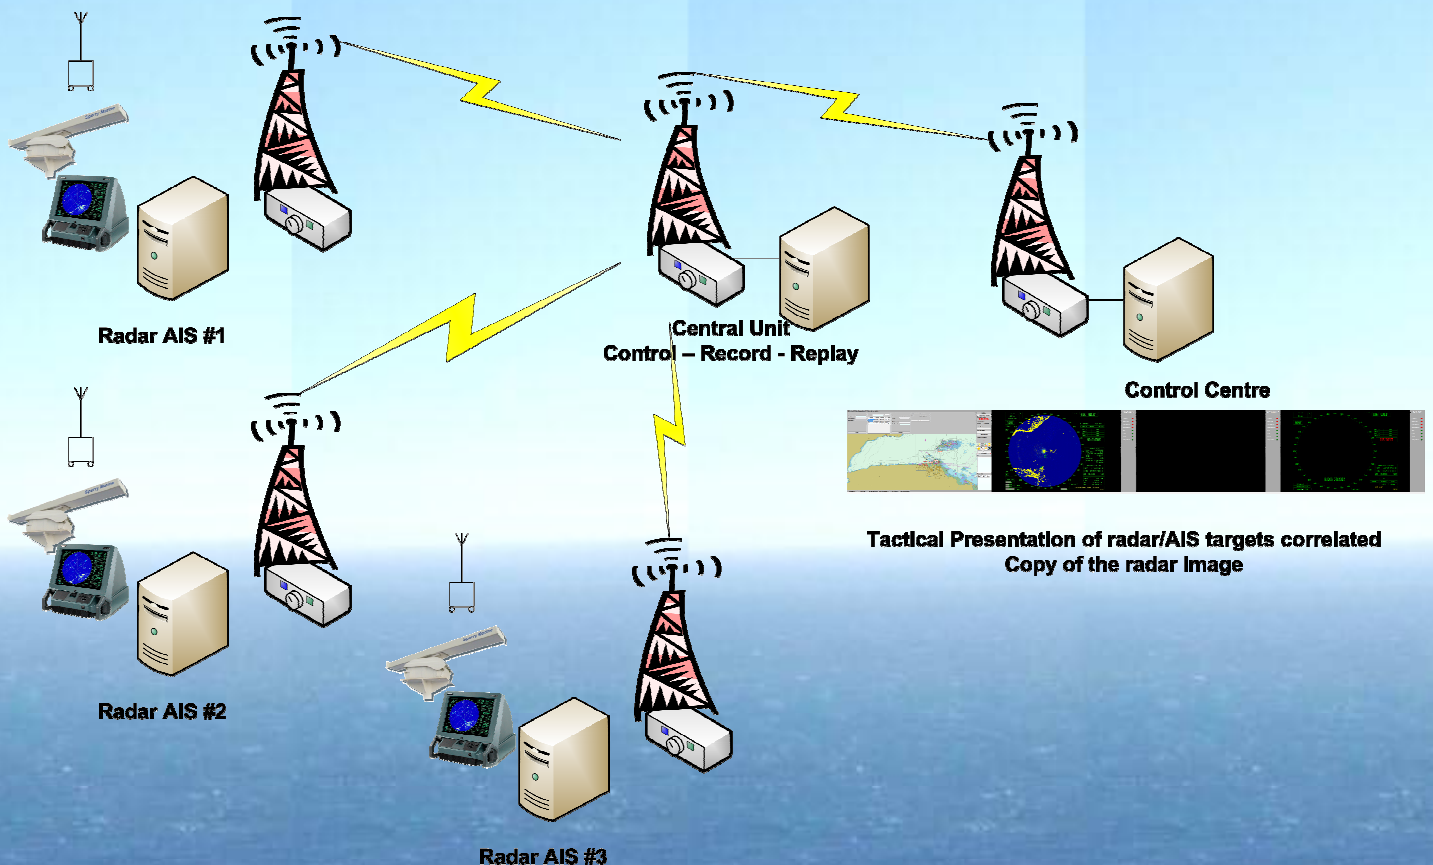 Radar AIS #1
Central Unit
Control – Record - Replay
Control Centre
Tactical Presentation of radar/AIS targets correlated
Copy of the radar image
Radar AIS #2
Radar AIS #3